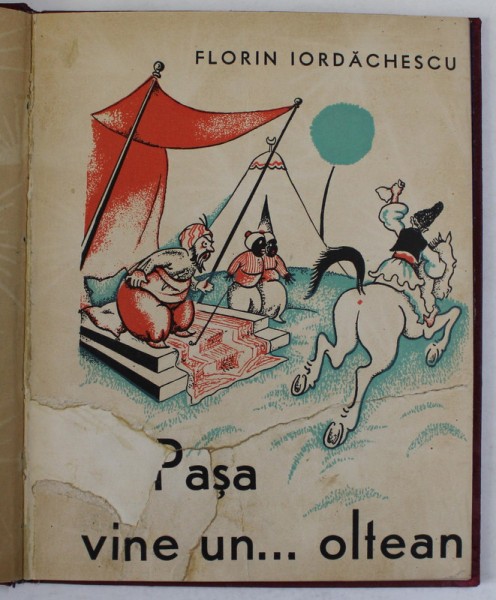 FLORIN IORDĂCHESCU
Pașa
vine un... oltean